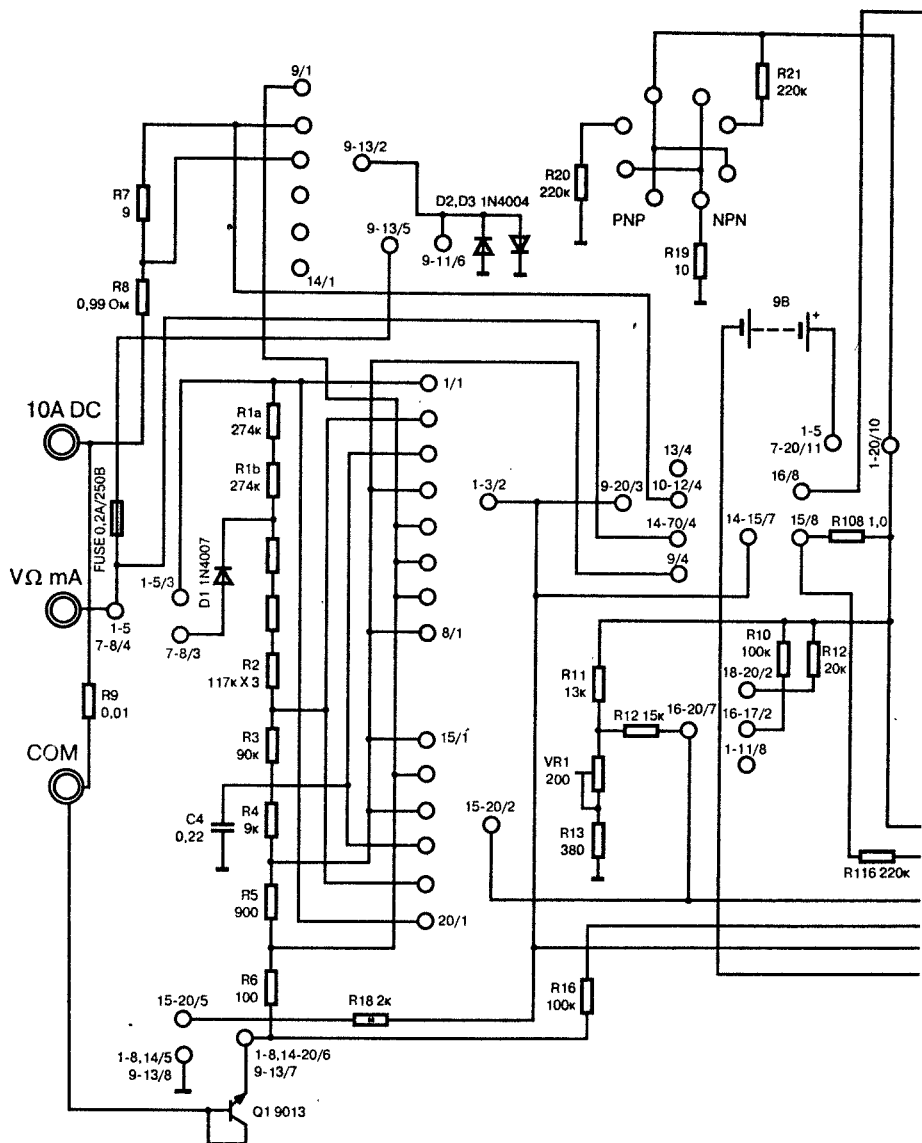 9/1
R21
220к
9-13/2
R20
220к
R7
9
D2,D3 1N4004
PNP
NPN
9-13/5
9-11/6
R19
10
14/1
R8
0,99 Ом
9В
+
1/1
10A DC
R1a
274к
1-5
7-20/11
1-20/10
13/4
R1b
274к
10-12/4
16/8
1-3/2
9-20/3
FUSE 0,2A/250В
14-70/4
14-15/7
15/8
R108 1,0
D1 1N4007
1-5/3
9/4
VΩ mA
1-5
7-8/4
7-8/3
8/1
R10
100к
R12
20к
R2
117к X 3
R11
13к
18-20/2
R9
0,01
R12 15к
16-20/7
16-17/2
R3
90к
15/1
1-11/8
COM
VR1
200
15-20/2
C4
0,22
R4
9к
R13
380
R116 220к
R5
900
20/1
R6
100
R16
100к
15-20/5
R18 2к
1-8,14/5
9-13/8
1-8,14-20/6
9-13/7
Q1 9013